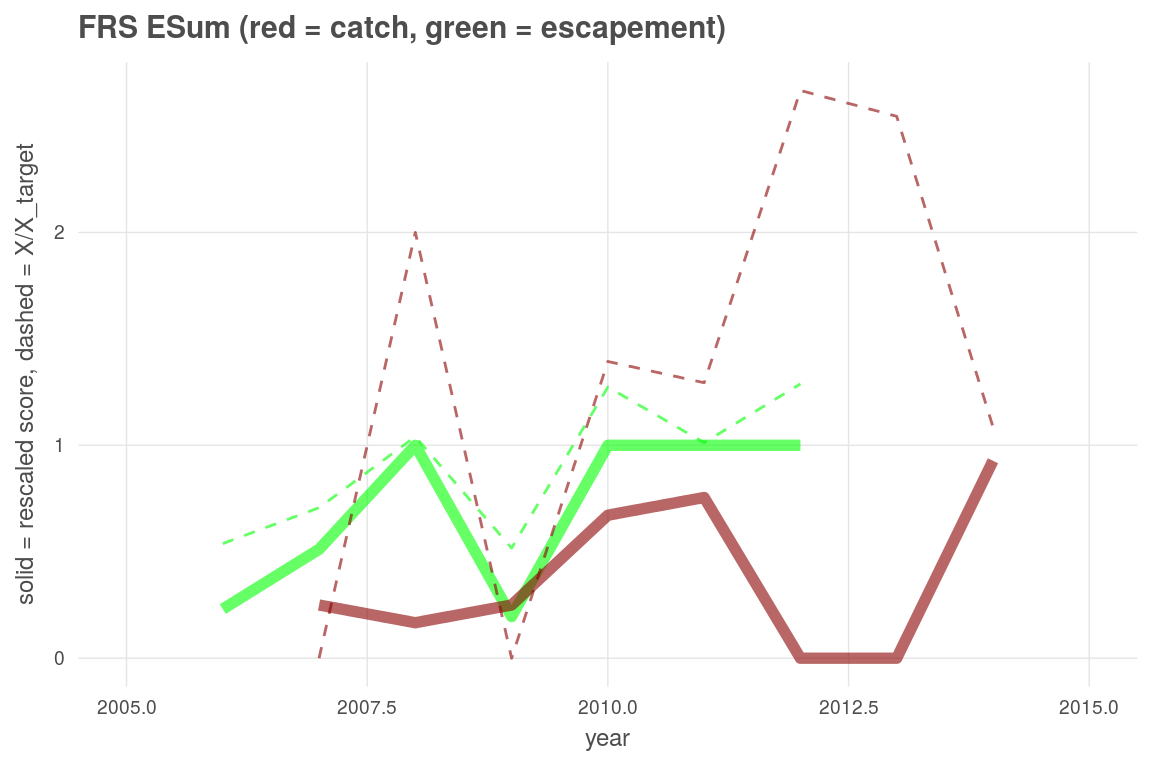 FRS ESum (red = catch, green = escapement)
solid = rescaled score, dashed = X/X_target
2
1
0
2005.0
2007.5
2010.0
2012.5
2015.0
year